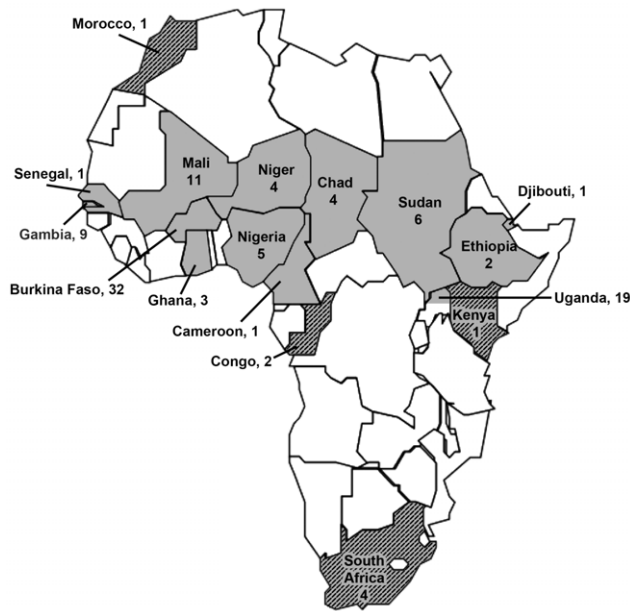 Morocco, 1
Mali
11
Niger
4
Chad
4
Sudan
6
Senegal, 1
Gambia, 9
Djibouti, 1
Nigeria
5
Ethiopia
2
Burkina Faso, 32
Ghana, 3
Uganda, 19
Kenya
1
Cameroon, 1
Congo, 2
South
Africa
4